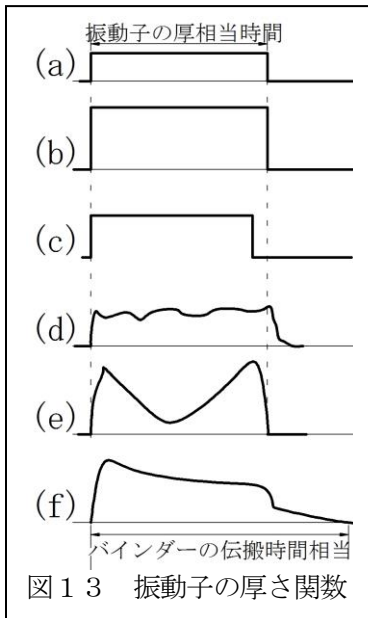 振動子の厚相当時間
(a)
(b)
(c)
(d)
(e)
(f)
バインダーの伝搬時間相当
図13 振動子の厚さ関数